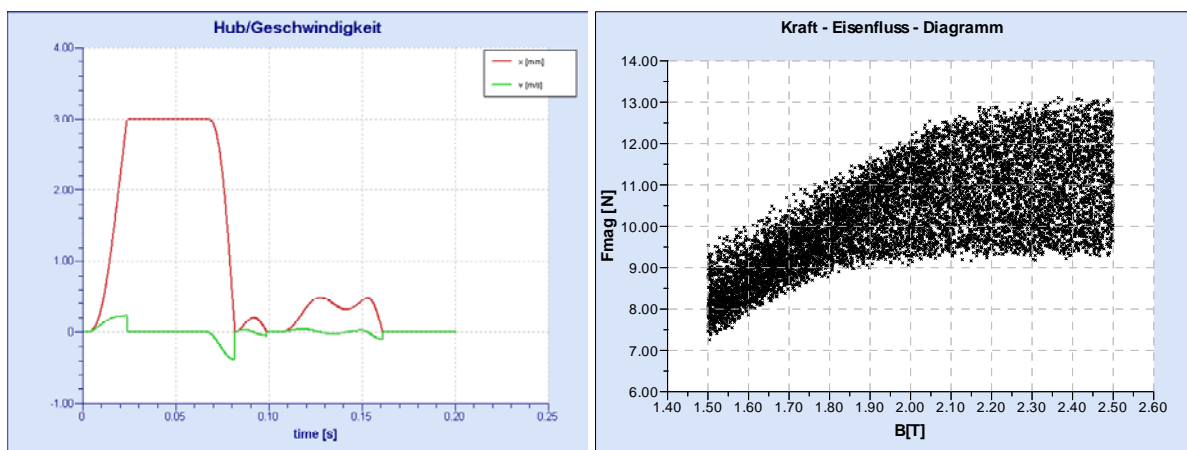 Hub/Geschwindigkeit
4.00
3.00
2.00
1.00
0
-1.00
0
0.05
0.10
0.15
0.20
0.25
time [s]
x [mm]
v [m/s]
Kraft - Eisenfluss - Diagramm
14.00
13.00
12.00
11.00
10.00
9.00
8.00
7.00
6.00
Fmag [N]
1.40 1.50 1.60 1.70 1.80 1.90 2.00 2.10 2.20 2.30 2.40 2.50 2.60
B[T]